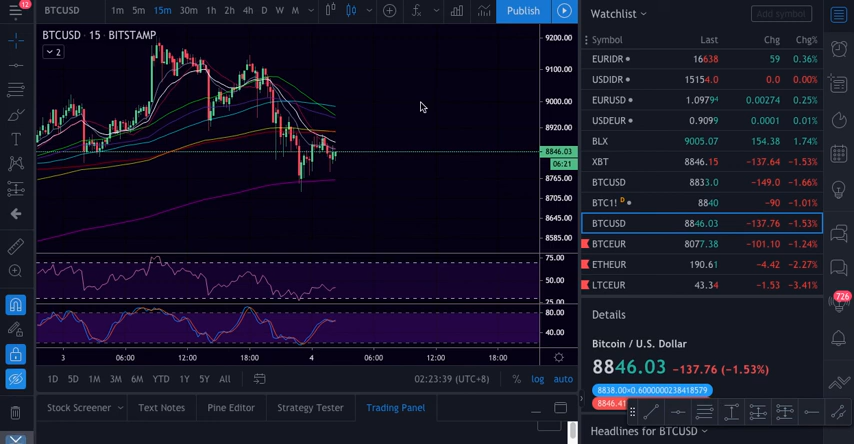 12
BTCUSD 1m 5m 15m 30m 1h 2h 4h D W M Publish
Watchlist Add symbol
BTCUSD · 15 · BITSTAMP
2
9200.00
9100.00
9000.00
8920.00
8846.03
06:21
8765.00
8705.00
8645.00
8585.00
75.00
50.00
25.00
80.00
40.00
3 06:00 12:00 18:00 4 06:00 12:00 18:00
1D 5D 1M 3M 6M YTD 1Y 5Y All 02:23:39 (UTC+8) % log auto
Stock Screener Text Notes Pine Editor Strategy Tester Trading Panel
Symbol Last Chg Chg%
EURIDR 16638 59 0.36%
USDIDR 15154.0 0.0 0.00%
EURUSD 1.09794 0.00274 0.25%
USDEUR 0.9099 0.0001 0.01%
BLX 9005.07 154.38 1.74%
XBT 8846.15 -137.64 -1.53%
BTCUSD 8833.0 -149.0 -1.66%
BTC1! D 8840 -90 -1.01%
BTCUSD 8846.03 -137.76 -1.53%
BTCEUR 8077.38 -101.10 -1.24%
ETHEUR 190.61 -4.42 -2.27%
LTCEUR 43.34 -1.53 -3.41%
726
Details
Bitcoin / U.S. Dollar
8846.03 -137.76 (-1.53%)
8838.00×0.6000000238418579
8846.41
Headlines for BTCUSD